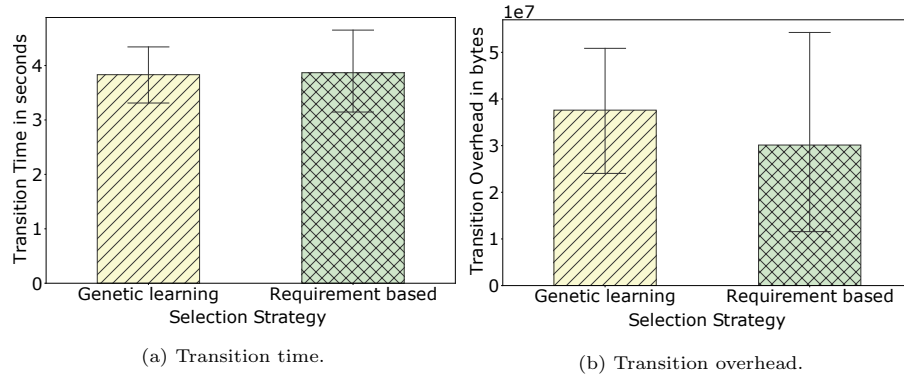 Transition Time in seconds
4
3
2
1
0
Genetic learning Requirement based
Selection Strategy
(a) Transition time.
1e7
Transition Overhead in bytes
5
4
3
2
1
0
Genetic learning Requirement based
Selection Strategy
(b) Transition overhead.